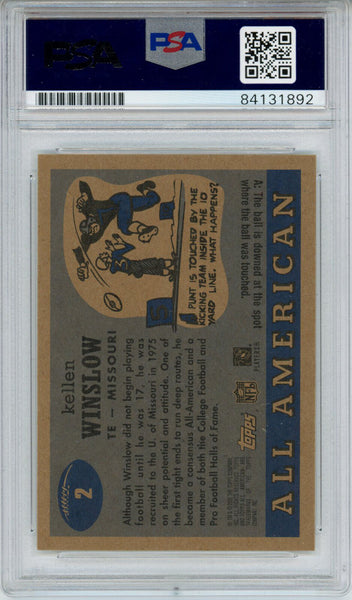 PSA
PSA
84131892
2
kellen
WINSLOW
TE – MISSOURI
Although Winslow did not begin playing
football until he was 17, he was
recruited to the U. of Missouri in 1975
on sheer potential and attitude. One of
the first tight ends to run deep routes, he
became a consensus All-American and a
member of both the College Football and
Pro Football Halls of Fame.
PUNT IS TOUCHED BY THE
KICKING TEAM INSIDE THE 10
YARD LINE. WHAT HAPPENS?
A: The ball is downed at the spot
where the ball was touched.
topps
NFL
PLAYERS
ALL AMERICAN